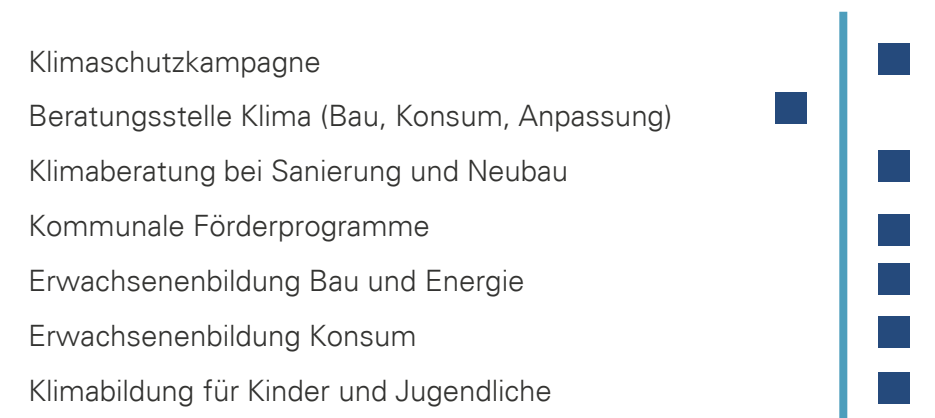 Klimaschutzkampagne
Beratungsstelle Klima (Bau, Konsum, Anpassung)
Klimaberatung bei Sanierung und Neubau
Kommunale Förderprogramme
Erwachsenenbildung Bau und Energie
Erwachsenenbildung Konsum
Klimabildung für Kinder und Jugendliche